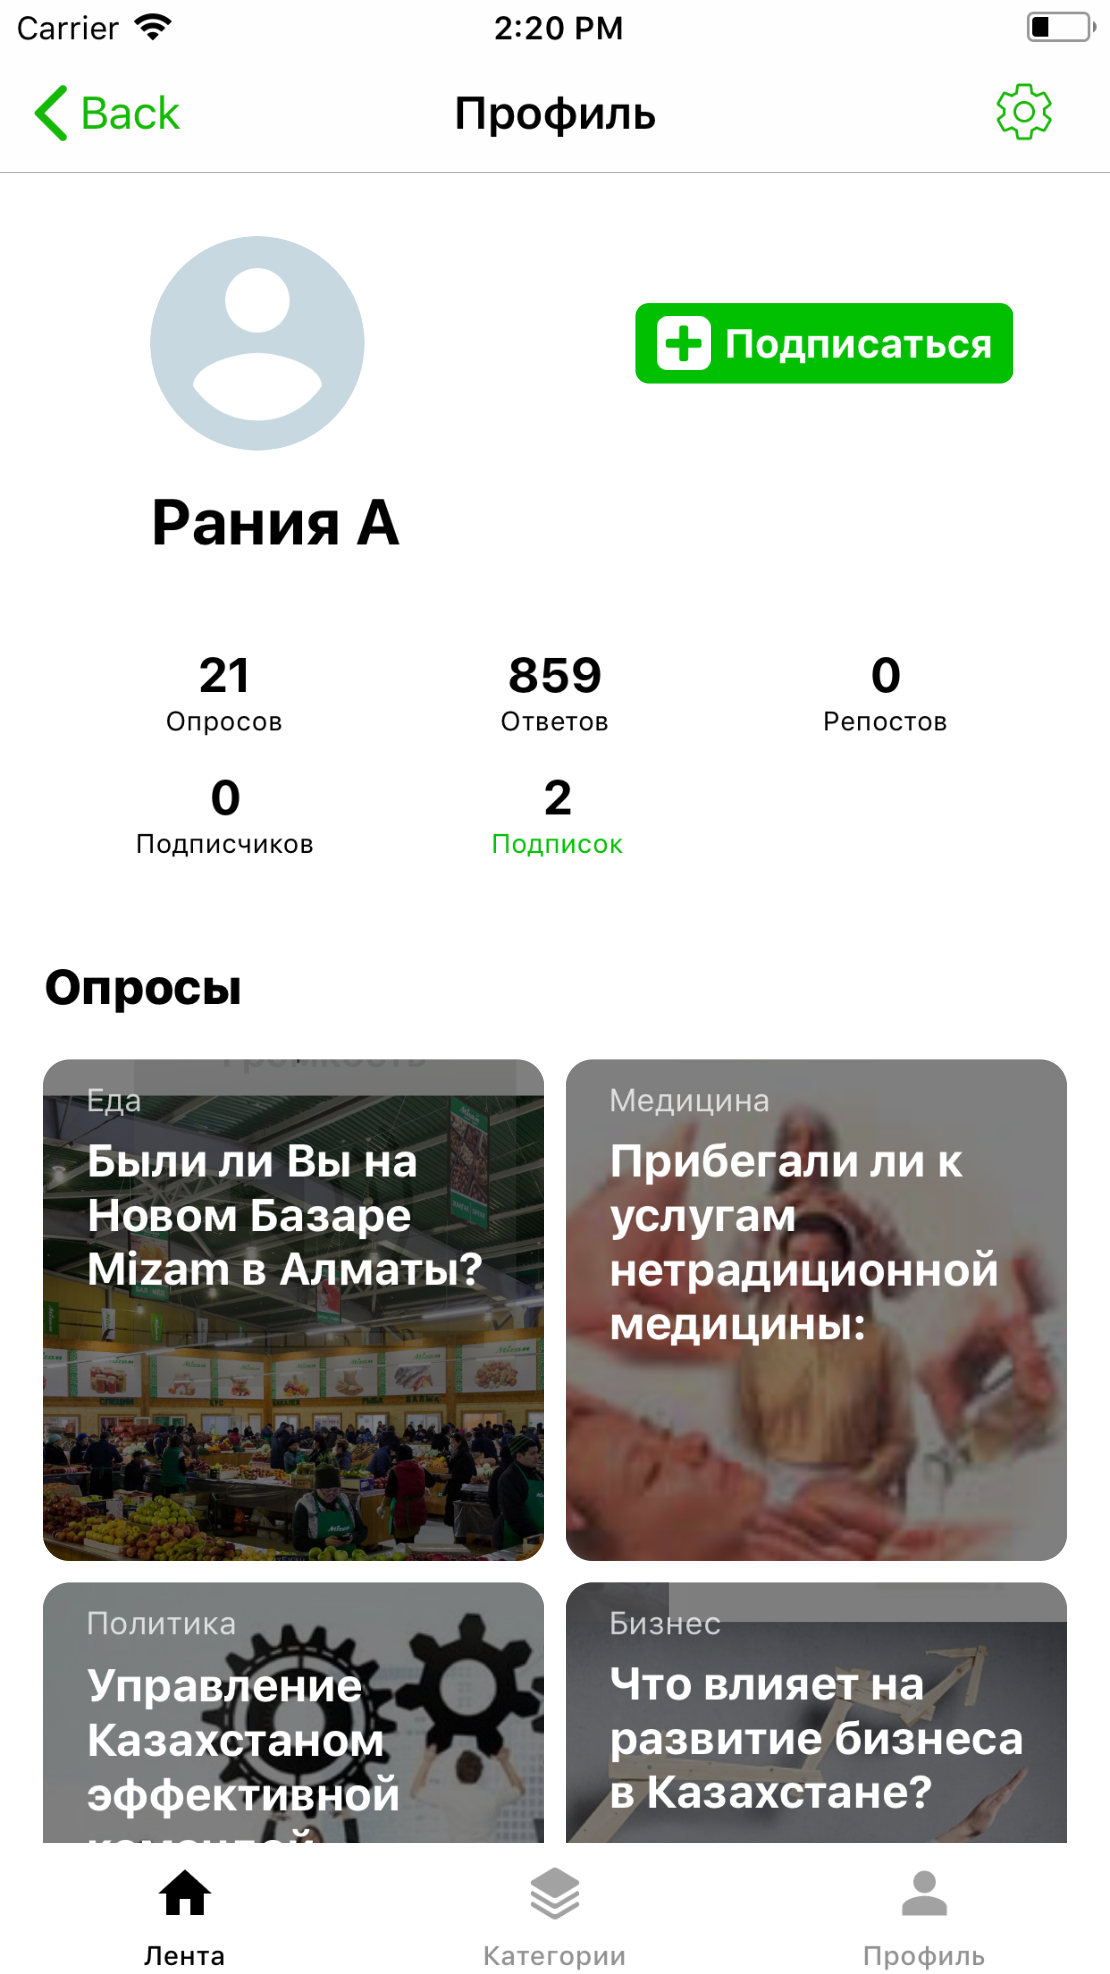 Carrier 2:20 PM
Back Профиль
Подписаться
Рания А
21 859 0
Опросов Ответов Репостов
0 2
Подписчиков Подписок
Опросы
Еда
Были ли Вы на
Новом Базаре
Mizam в Алматы?
Медицина
Прибегали ли к
услугам
нетрадиционной
медицины:
Политика
Управление
Казахстаном
эффективной
Бизнес
Что влияет на
развитие бизнеса
в Казахстане?
Лента Категории Профиль